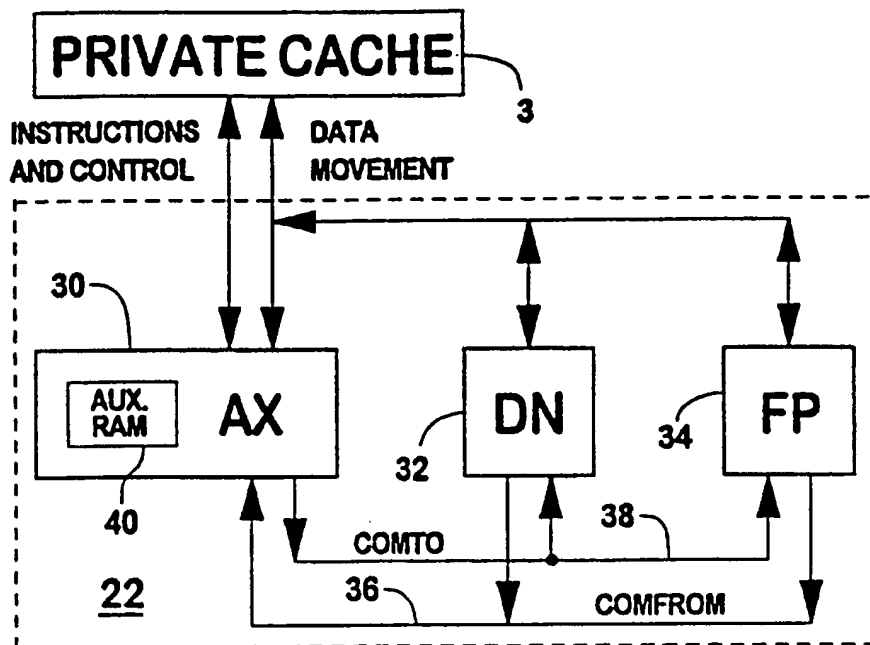 PRIVATE CACHE
3
INSTRUCTIONS
AND CONTROL
DATA
MOVEMENT
30
AUX.
RAM
AX
40
DN
32
FP
34
COMTO
38
22
36
COMFROM